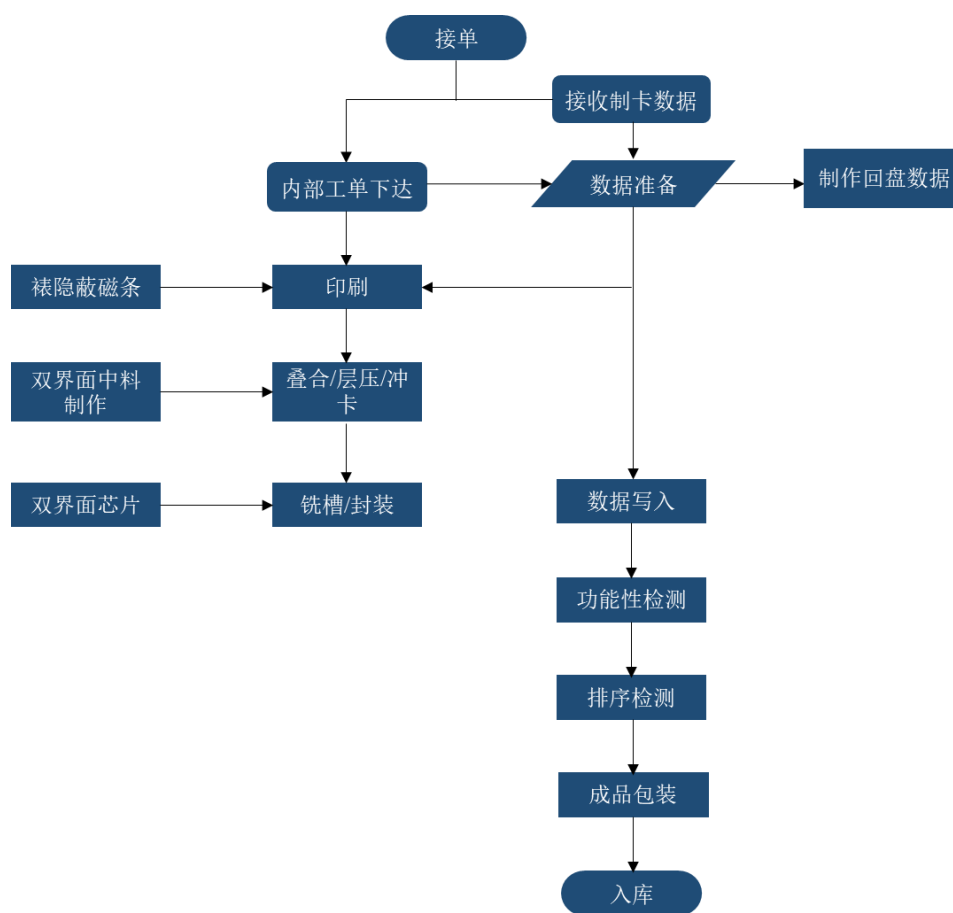 接单
接收制卡数据
内部工单下达
数据准备
制作回盘数据
裱隐蔽磁条
印刷
双界面中料
制作
叠合/层压/冲
卡
双界面芯片
铣槽/封装
数据写入
功能性检测
排序检测
成品包装
入库